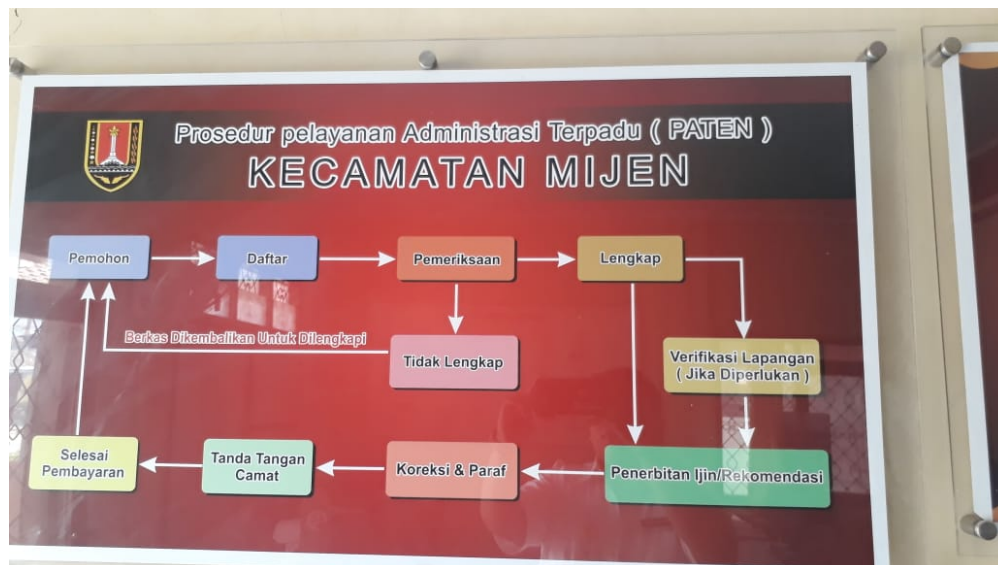 Prosedur pelayanan Administrasi Terpadu ( PATEN )
KECAMATAN MIJEN
Pemohon
Daftar
Pemeriksaan
Lengkap
Berkas Dikembalikan Untuk Dilengkapi
Tidak Lengkap
Verifikasi Lapangan
( Jika Diperlukan )
Selesai
Pembayaran
Tanda Tangan
Camat
Koreksi & Paraf
Penerbitan Ijin/Rekomendasi